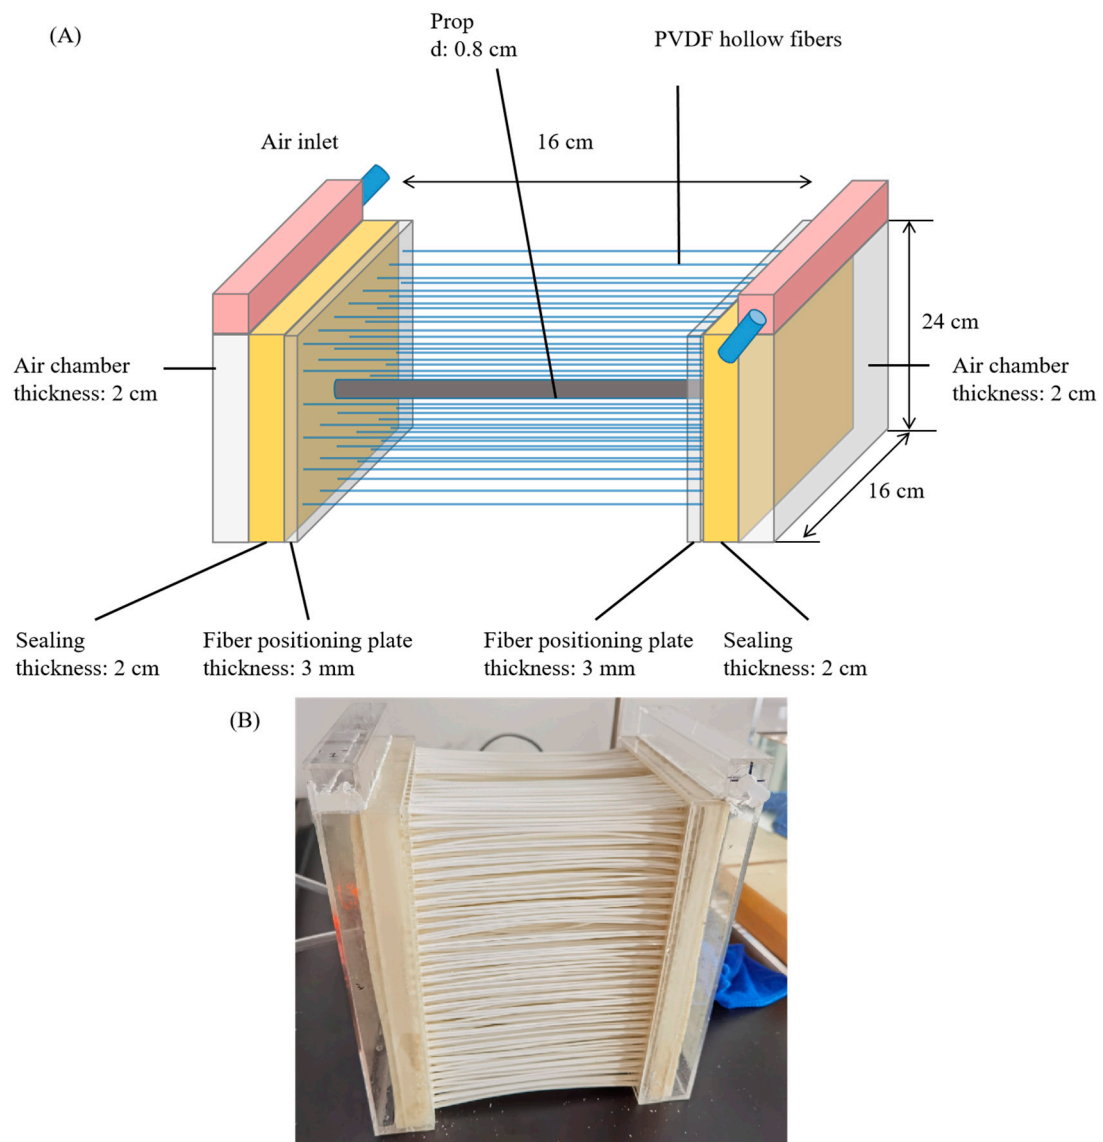 (A)
Prop
d: 0.8 cm
PVDF hollow fibers
Air inlet
16 cm
24 cm
Air chamber
thickness: 2 cm
Air chamber
thickness: 2 cm
16 cm
Sealing
thickness: 2 cm
Fiber positioning plate
thickness: 3 mm
Fiber positioning plate
thickness: 3 mm
Sealing
thickness: 2 cm
(B)